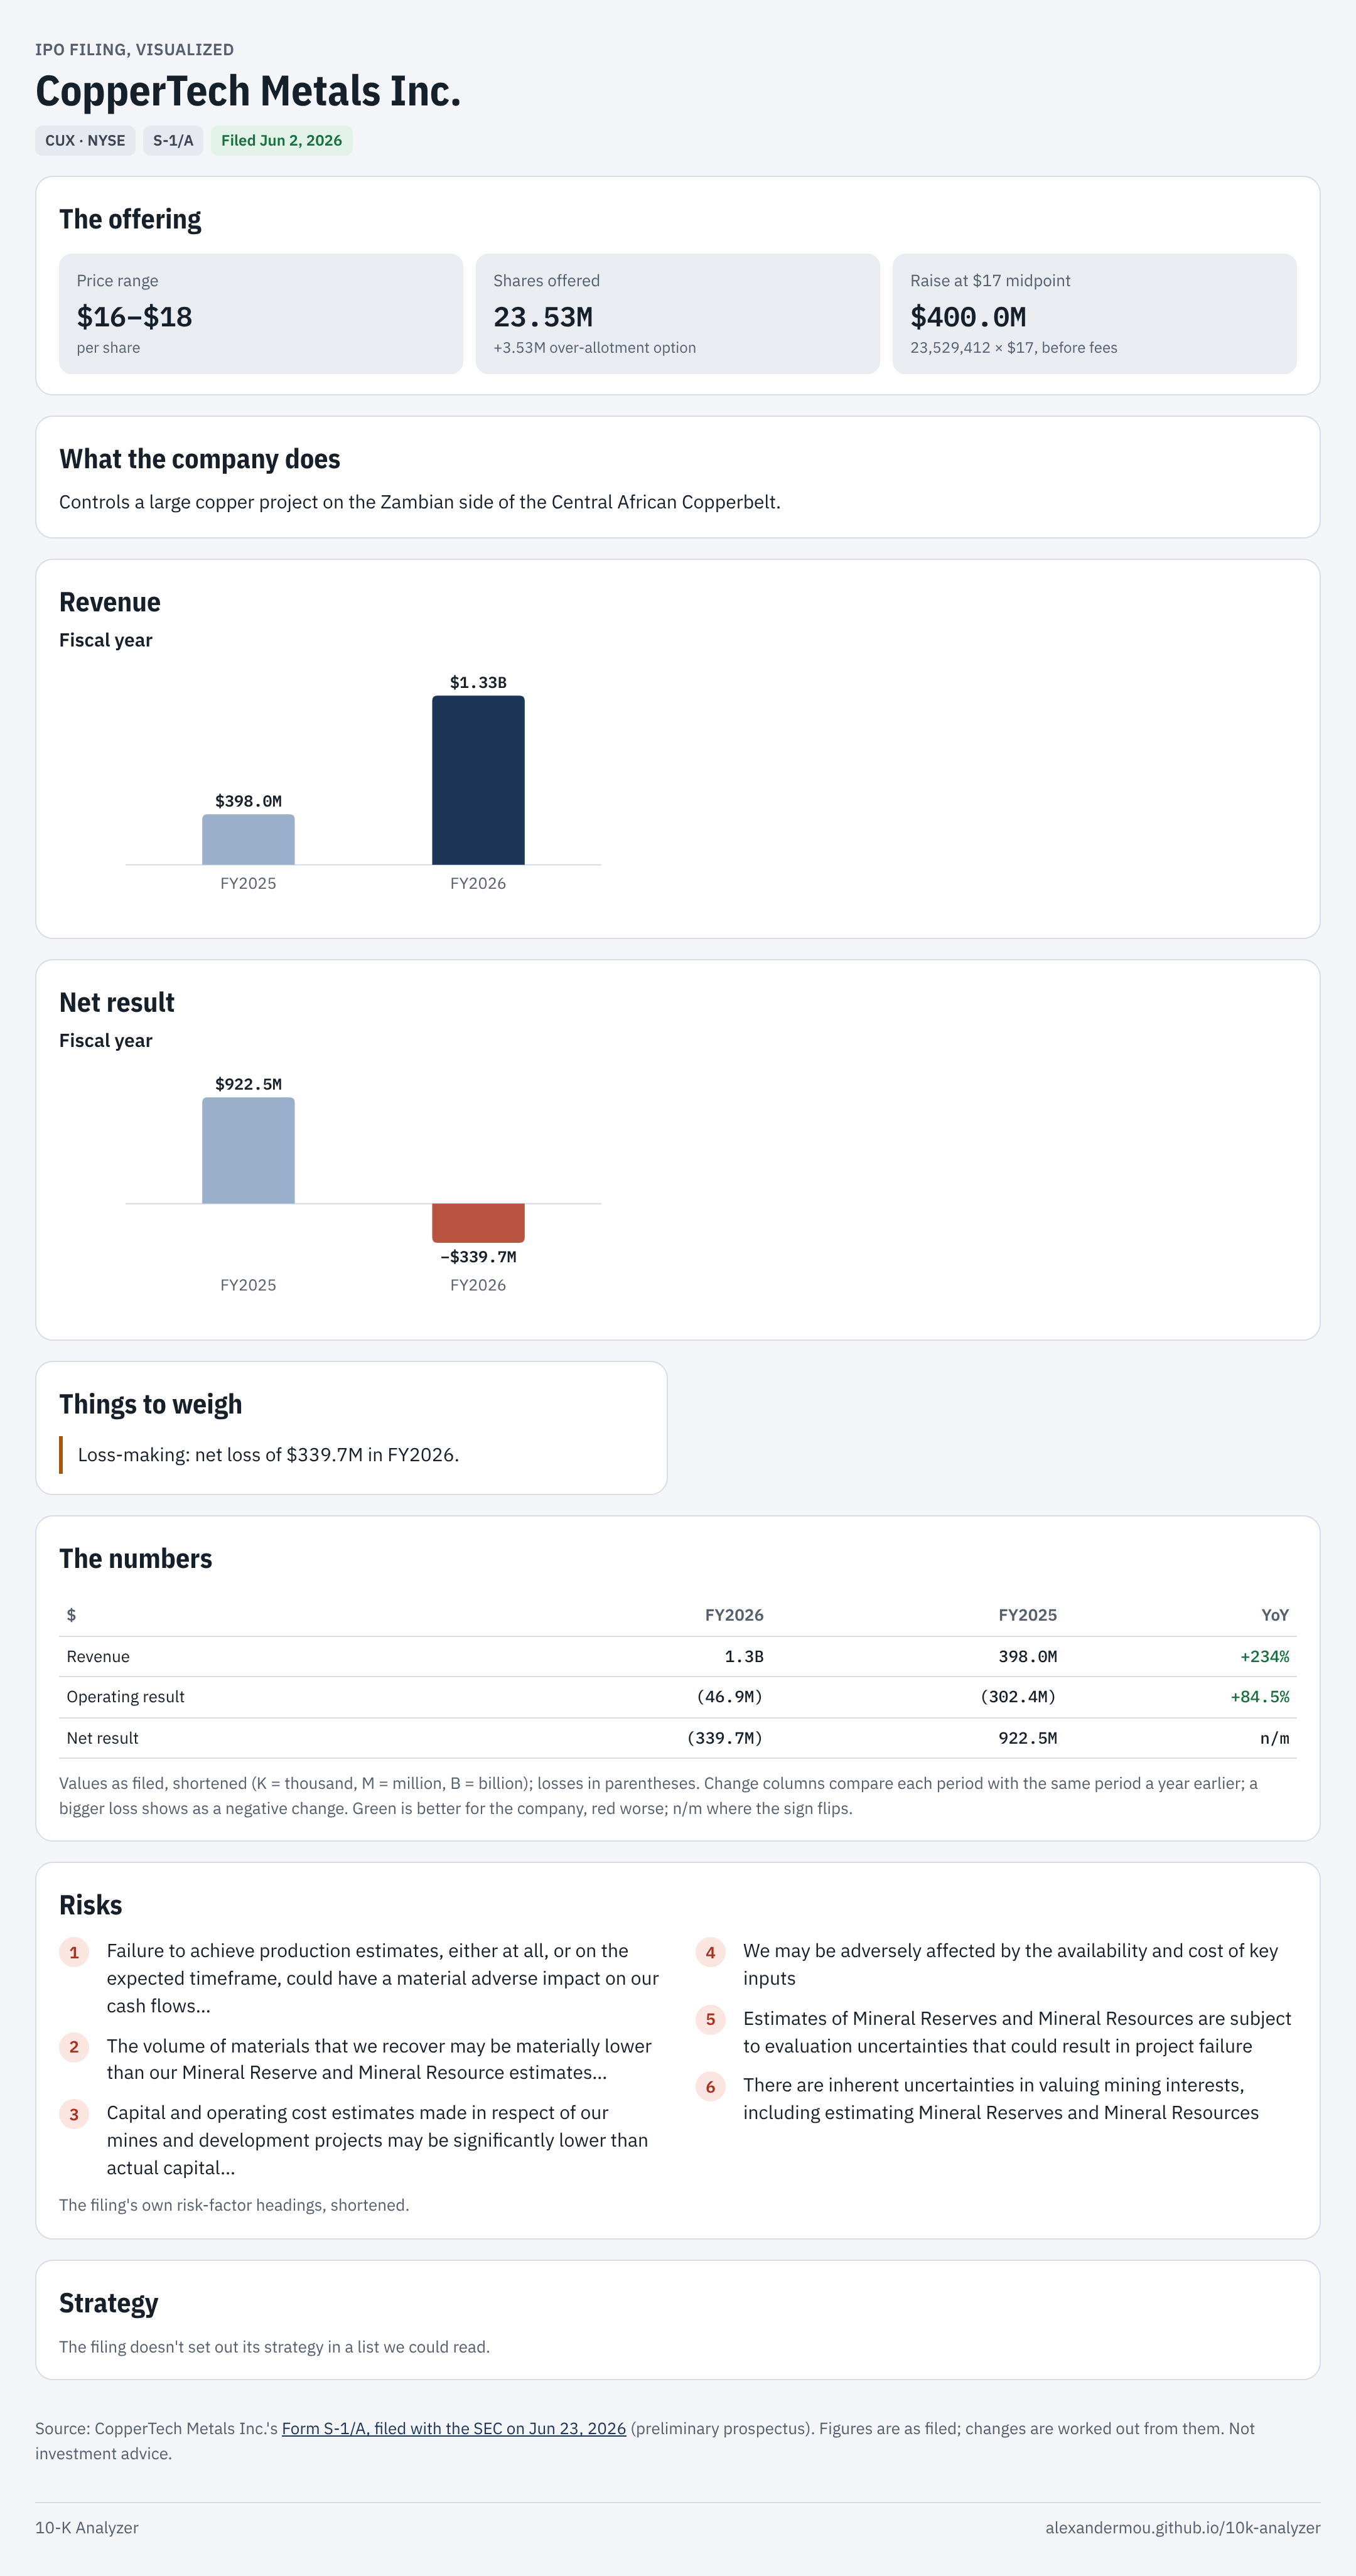 IPO FILING, VISUALIZED
CopperTech Metals Inc.
CUX · NYSE
S-1/A
Filed Jun 2, 2026
The offering
Price range
$16–$18
per share
Shares offered
23.53M
+3.53M over-allotment option
Raise at $17 midpoint
$400.0M
23,529,412 × $17, before fees
What the company does
Controls a large copper project on the Zambian side of the Central African Copperbelt.
Revenue
Fiscal year
$398.0M
$1.33B
FY2025
FY2026
Net result
Fiscal year
$922.5M
−$339.7M
FY2025
FY2026
Things to weigh
Loss-making: net loss of $339.7M in FY2026.
The numbers
$ FY2026 FY2025 YoY
Revenue 1.3B 398.0M +234%
Operating result (46.9M) (302.4M) +84.5%
Net result (339.7M) 922.5M n/m
Values as filed, shortened (K = thousand, M = million, B = billion); losses in parentheses. Change columns compare each period with the same period a year earlier; a
bigger loss shows as a negative change. Green is better for the company, red worse; n/m where the sign flips.
Risks
1 Failure to achieve production estimates, either at all, or on the
expected timeframe, could have a material adverse impact on our
cash flows…
2 The volume of materials that we recover may be materially lower
than our Mineral Reserve and Mineral Resource estimates…
3 Capital and operating cost estimates made in respect of our
mines and development projects may be significantly lower than
actual capital…
4 We may be adversely affected by the availability and cost of key
inputs
5 Estimates of Mineral Reserves and Mineral Resources are subject
to evaluation uncertainties that could result in project failure
6 There are inherent uncertainties in valuing mining interests,
including estimating Mineral Reserves and Mineral Resources
The filing's own risk-factor headings, shortened.
Strategy
The filing doesn't set out its strategy in a list we could read.
Source: CopperTech Metals Inc.'s Form S-1/A, filed with the SEC on Jun 23, 2026 (preliminary prospectus). Figures are as filed; changes are worked out from them. Not
investment advice.
10-K Analyzer
alexandermou.github.io/10k-analyzer